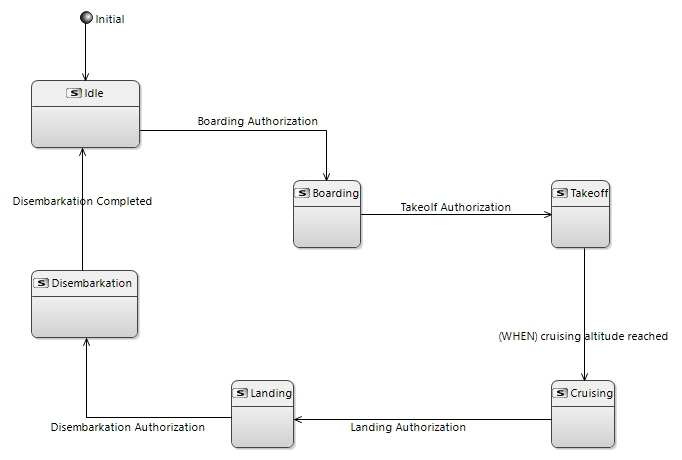 Initial
S Idle
Boarding Authorization
S Boarding
S Takeoff
Takeolf Authorization
Disembarkation Completed
S Disembarkation
(WHEN) cruising altitude reached
S Landing
S Cruising
Disembarkation Authorization
Landing Authorization